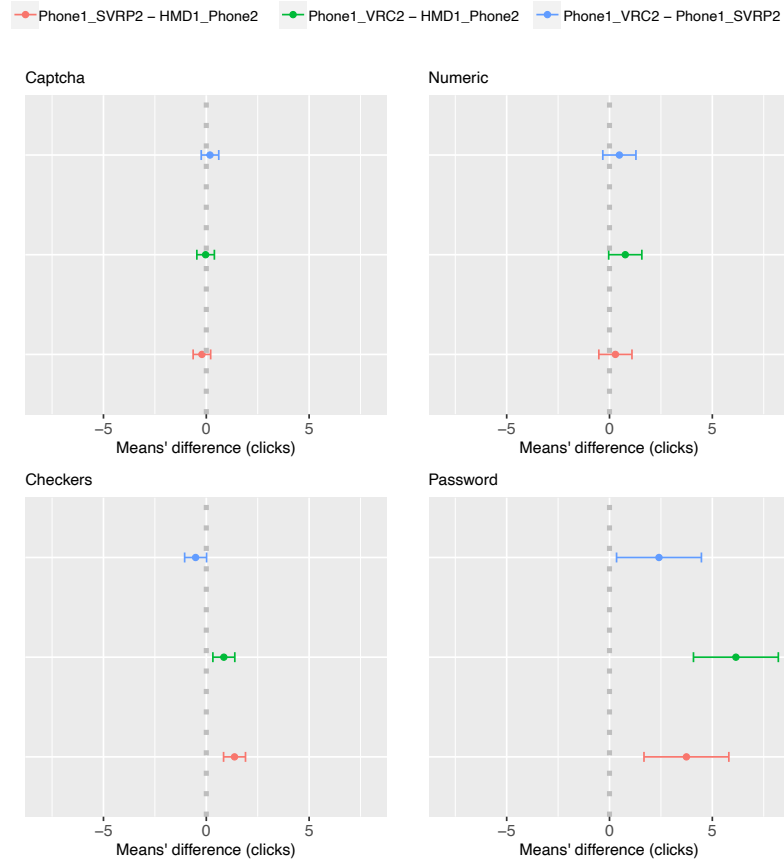 Phone1_SVRP2 − HMD1_Phone2 Phone1_VRC2 − HMD1_Phone2 Phone1_VRC2 − Phone1_SVRP2
Captcha Numeric
−5 0 5 −5 0 5
Means' difference (clicks) Means' difference (clicks)
Checkers Password
−5 0 5 −5 0 5
Means' difference (clicks) Means' difference (clicks)